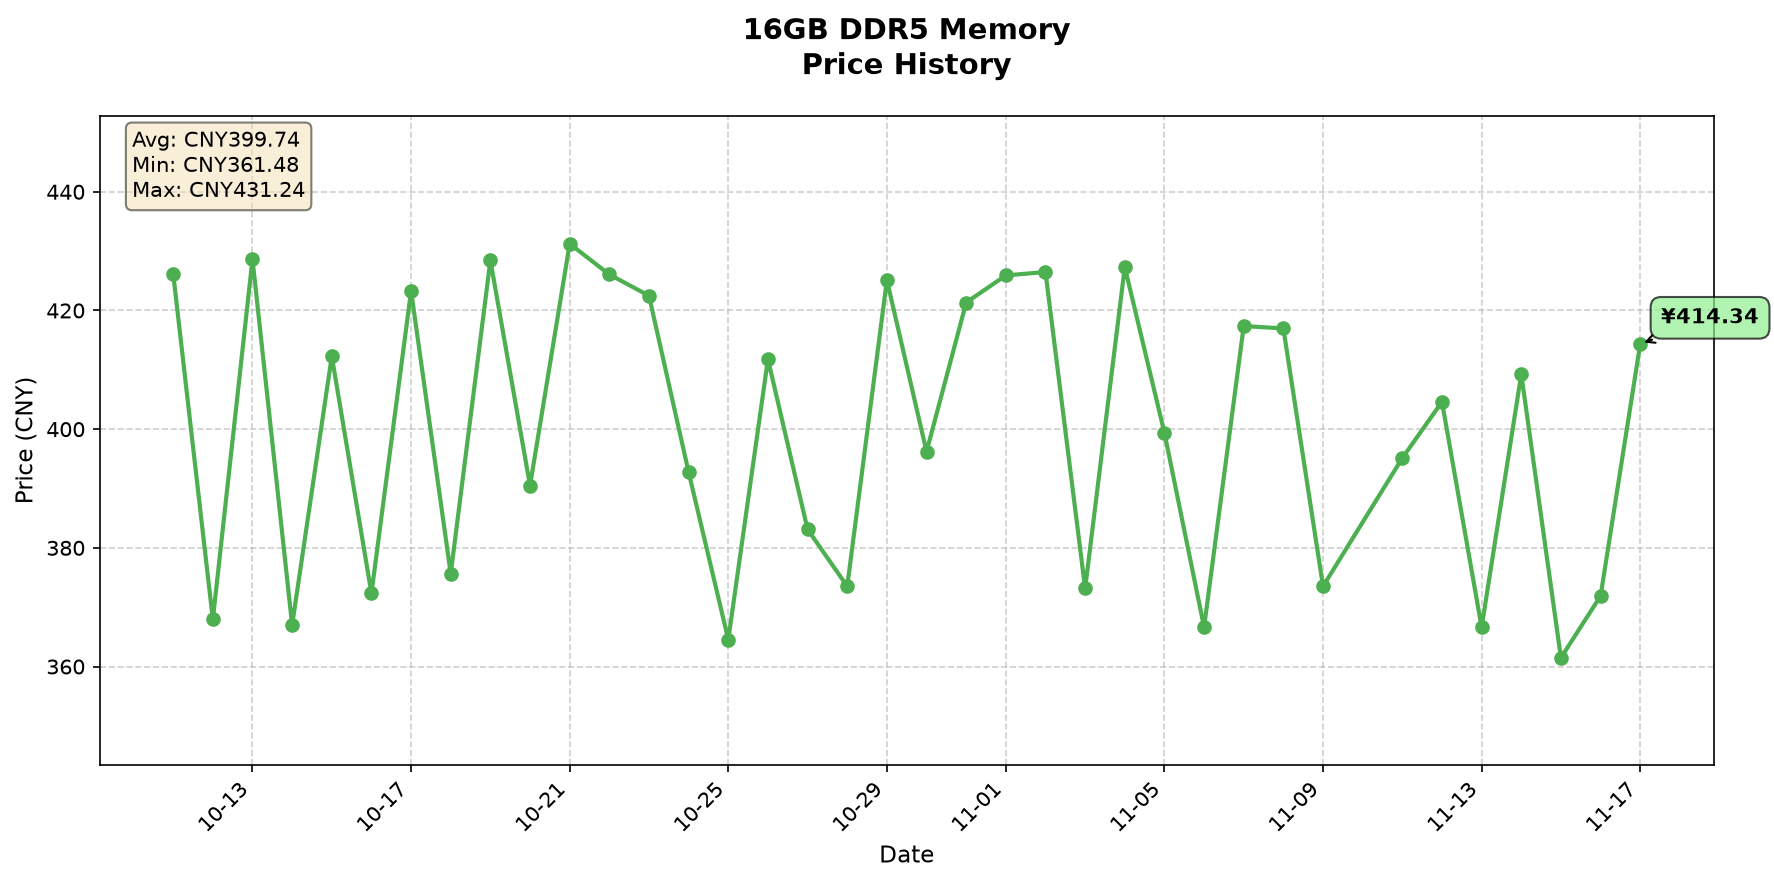 16GB DDR5 Memory
Price History
Avg: CNY399.74
Min: CNY361.48
Max: CNY431.24
440
420
400
380
360
Price (CNY)
¥414.34
10-13
10-17
10-21
10-25
10-29
11-01
11-05
11-09
11-13
11-17
Date